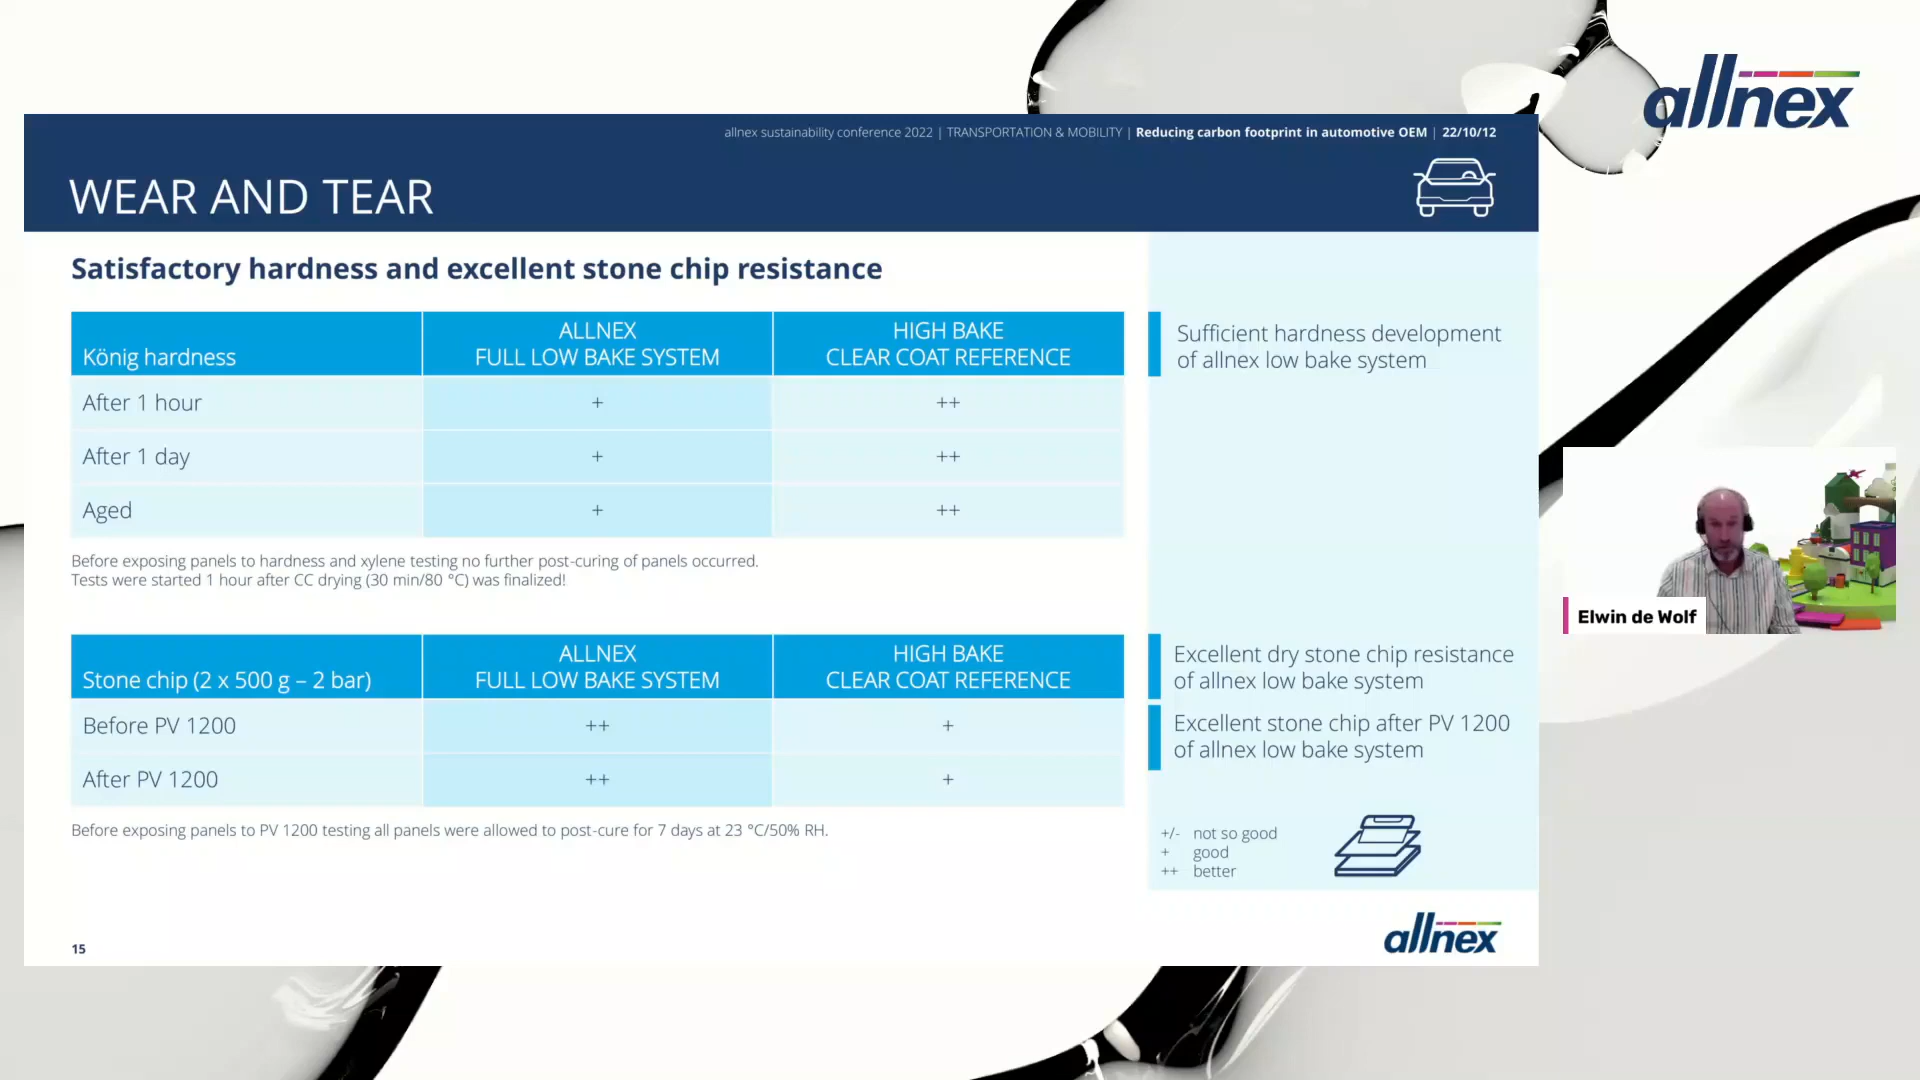 allnex
allnex sustainability conference 2022 | TRANSPORTATION & MOBILITY | Reducing carbon footprint in automotive OEM | 22/10/12
WEAR AND TEAR
Satisfactory hardness and excellent stone chip resistance
König hardness
ALLNEX
FULL LOW BAKE SYSTEM
HIGH BAKE
CLEAR COAT REFERENCE
After 1 hour + ++
After 1 day + ++
Aged + ++
Before exposing panels to hardness and xylene testing no further post-curing of panels occurred.
Tests were started 1 hour after CC drying (30 min/80 °C) was finalized!
Sufficient hardness development
of allnex low bake system
Stone chip (2 x 500 g – 2 bar)
ALLNEX
FULL LOW BAKE SYSTEM
HIGH BAKE
CLEAR COAT REFERENCE
Before PV 1200 ++ +
After PV 1200 ++ +
Before exposing panels to PV 1200 testing all panels were allowed to post-cure for 7 days at 23 °C/50% RH.
Excellent dry stone chip resistance
of allnex low bake system
Excellent stone chip after PV 1200
of allnex low bake system
+/- not so good
+ good
++ better
15
allnex
Elwin de Wolf